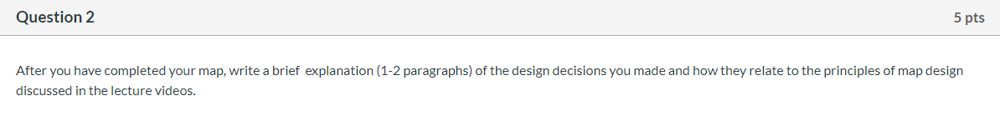 Question 2
5 pts
After you have completed your map, write a brief explanation (1-2 paragraphs) of the design decisions you made and how they relate to the principles of map design
discussed in the lecture videos.